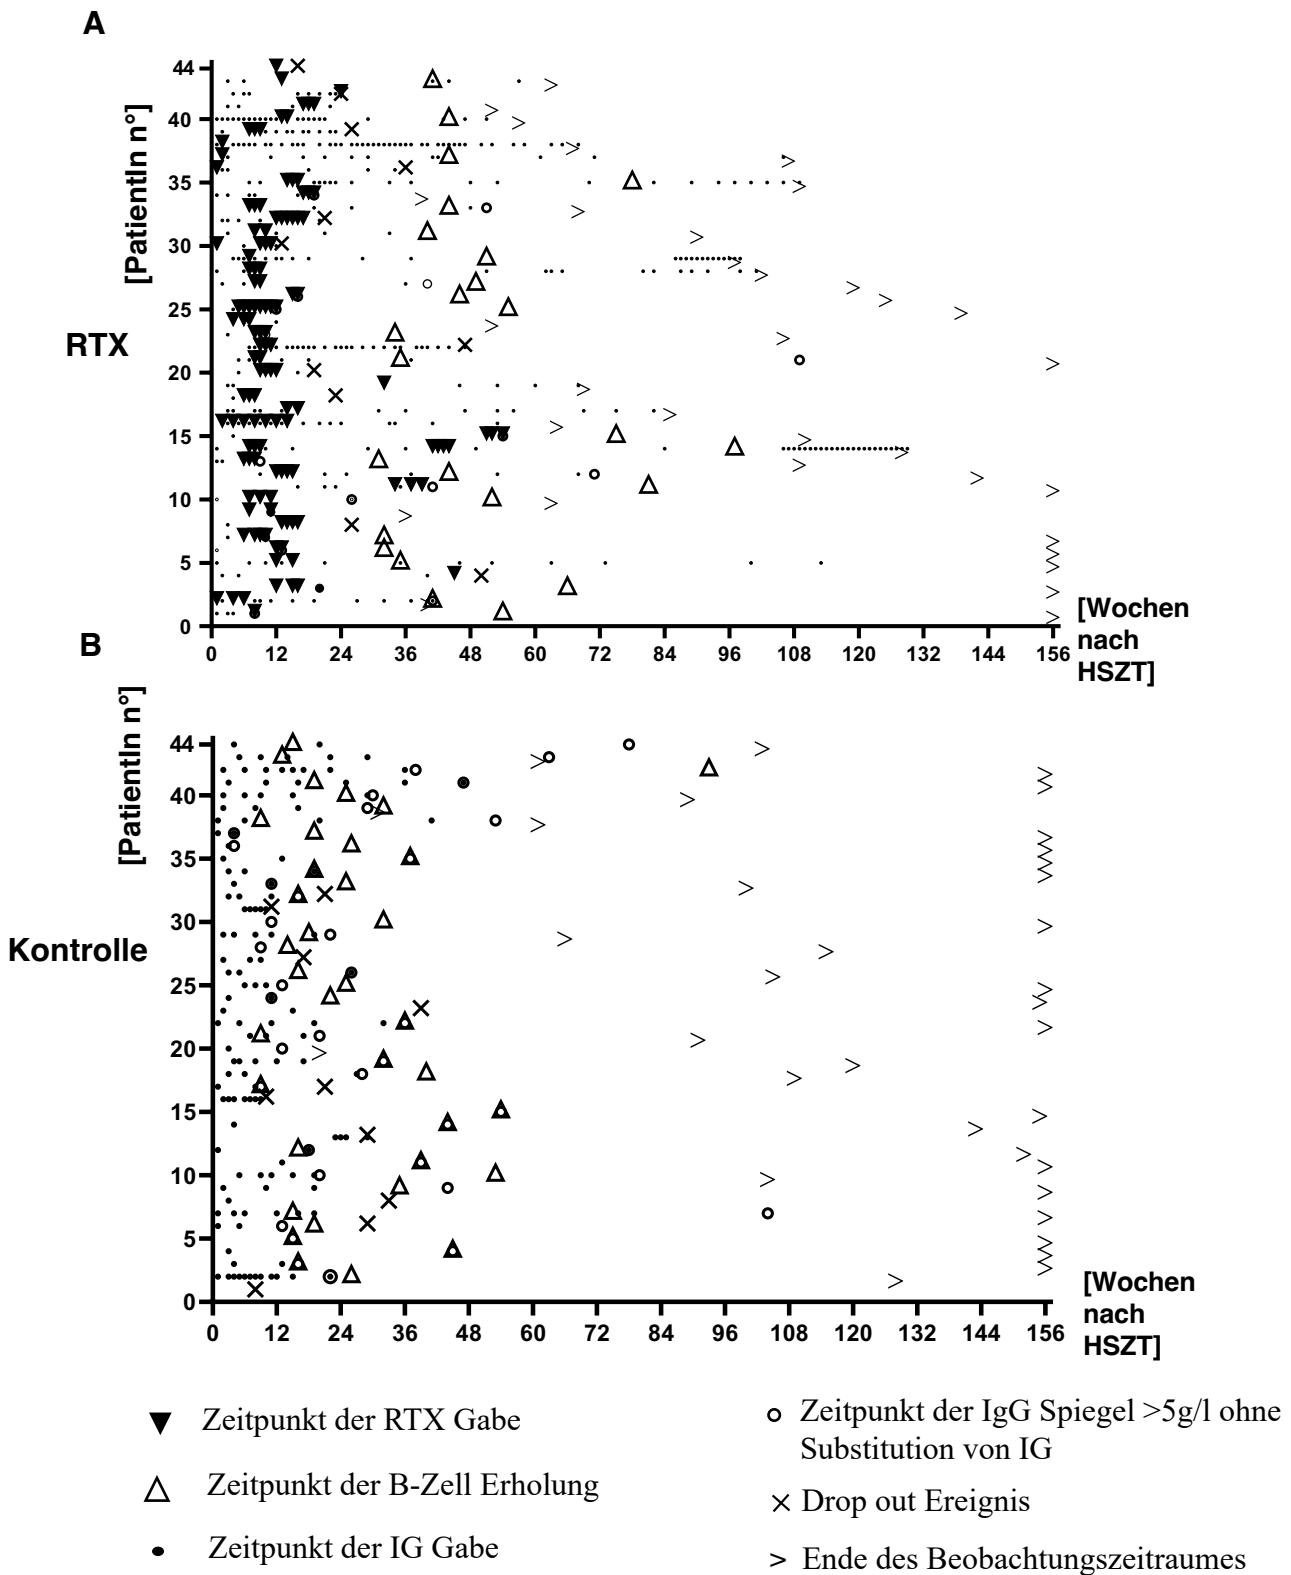 A
[PatientIn n°]
RTX
44
40
35
30
25
20
15
10
5
0
0 12 24 36 48 60 72 84 96 108 120 132 144 156
[Wochen
nach
HSZT]
B
[PatientIn n°]
Kontrolle
44
40
35
30
25
20
15
10
5
0
0 12 24 36 48 60 72 84 96 108 120 132 144 156
[Wochen
nach
HSZT]
Zeitpunkt der RTX Gabe
Zeitpunkt der B-Zell Erholung
Zeitpunkt der IG Gabe
Zeitpunkt der IgG Spiegel >5g/l ohne
Substitution von IG
Drop out Ereignis
Ende des Beobachtungszeitraumes